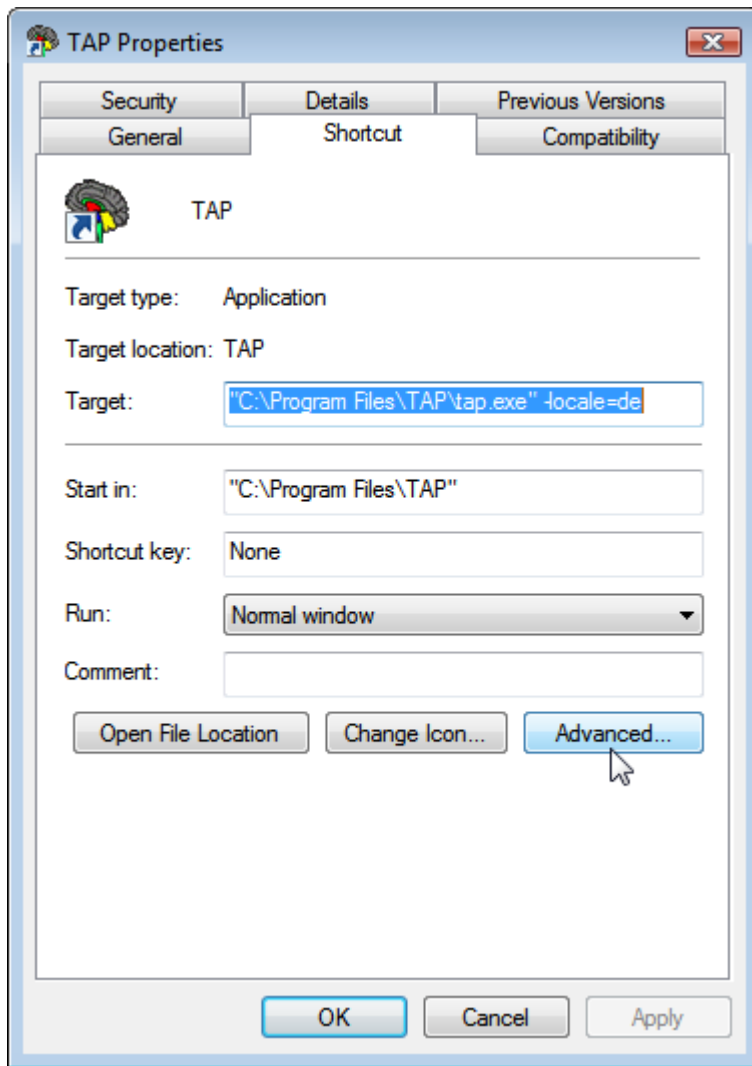 TAP Properties
Security Details Previous Versions
General Shortcut Compatibility
TAP
Target type: Application
Target location: TAP
Target: "C:\Program Files\TAP\tap.exe" -locale=de
Start in: "C:\Program Files\TAP"
Shortcut key: None
Run: Normal window
Comment:
Open File Location Change Icon... Advanced...
OK Cancel Apply